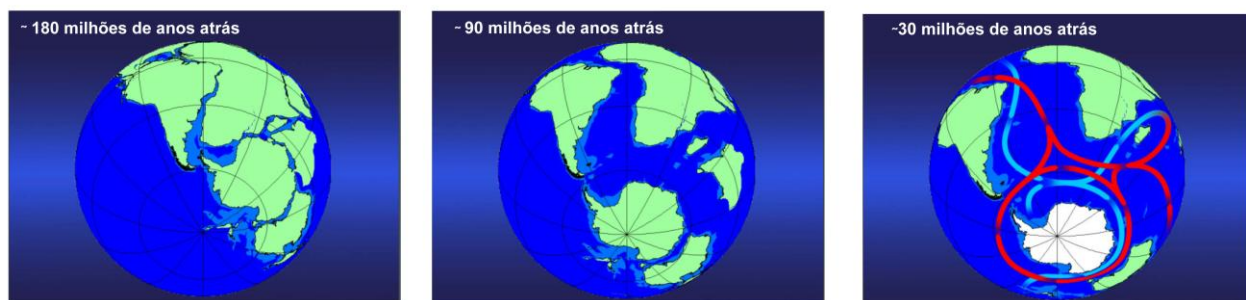 ~ 180 milhões de anos atrás
~ 90 milhões de anos atrás
~30 milhões de anos atrás